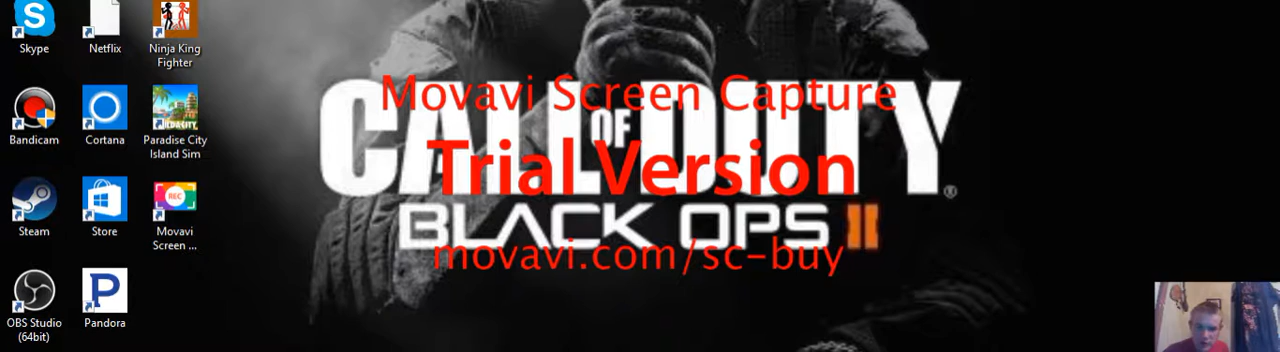 Skype
Netflix
Ninja King
Fighter
Bandicam
Cortana
Paradise City
Island Sim
Steam
Store
REC
Movavi
Screen ...
OBS Studio
(64bit)
P
Pandora
Movavi Screen Capture
CALL OF DUTY®
Trial Version
BLACK OPS II
movavi.com/sc-buy